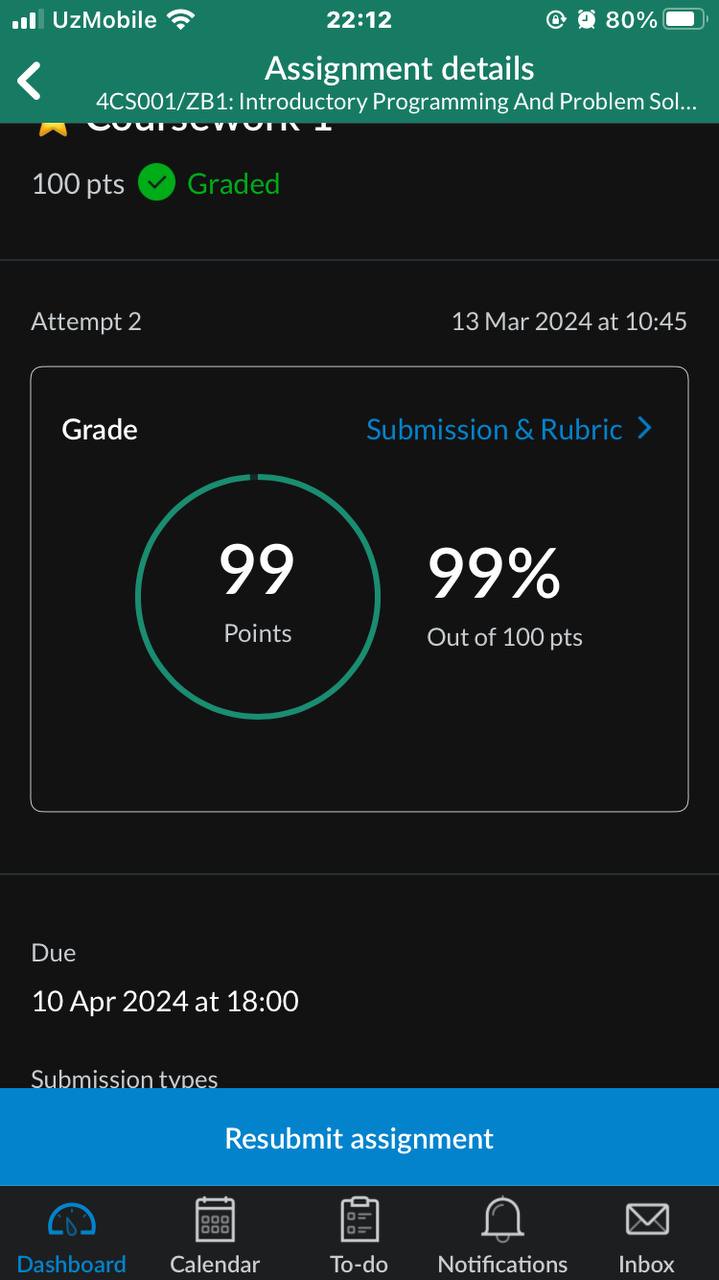 UzMobile 22:12 80%
Assignment details
4CS001/ZB1: Introductory Programming And Problem Sol...
Coursework 1
100 pts Graded
Attempt 2 13 Mar 2024 at 10:45
Grade Submission & Rubric
99 99%
Points Out of 100 pts
Due
10 Apr 2024 at 18:00
Submission types
Resubmit assignment
Dashboard Calendar To-do Notifications Inbox